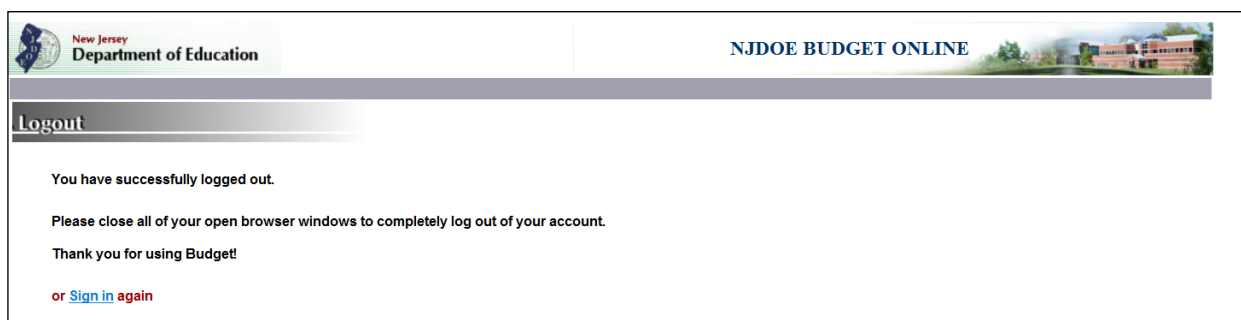 New Jersey
Department of Education
NJDOE BUDGET ONLINE
Logout
You have successfully logged out.
Please close all of your open browser windows to completely log out of your account.
Thank you for using Budget!
or Sign in again